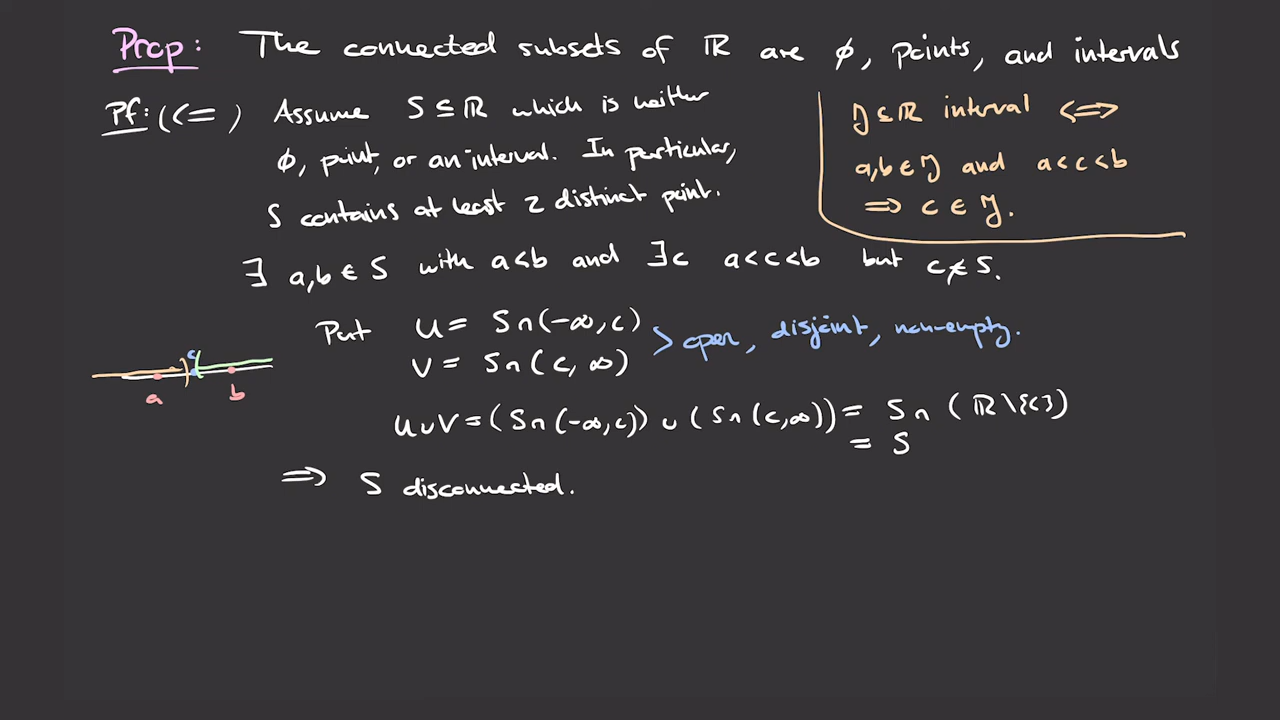 Prop: The connected subsets of ℝ are ∅, points, and intervals
Pf: (<=) Assume S ⊆ ℝ which is neither
∅, point, or an interval. In particular,
S contains at least 2 distinct point.
J ⊆ ℝ interval <=>
a,b ∈ J and a<c<b
=> c ∈ J.
∃ a,b ∈ S with a<b and ∃c a<c<b but c ∉ S.
Put U = S∩(-∞,c)
V = S∩(c,∞)
> open, disjoint, non-empty.
c
a b
U∪V = (S∩(-∞,c)) ∪ (S∩(c,∞)) = S∩(ℝ\{c})
= S
=> S disconnected.